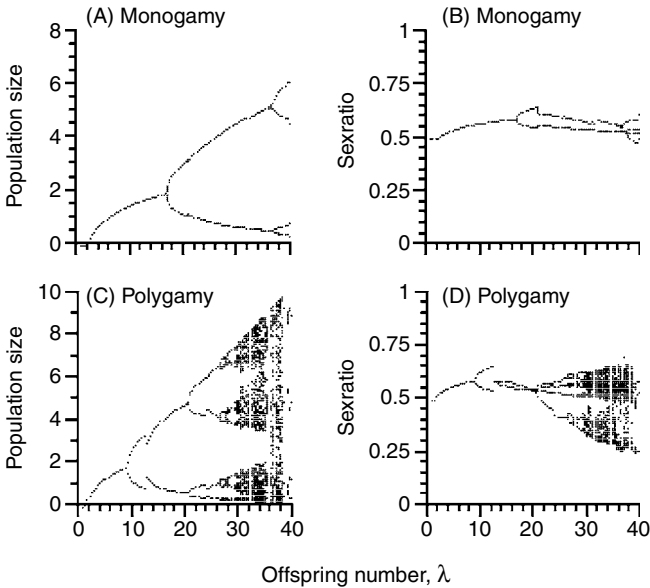 (A) Monogamy
(B) Monogamy
8
6
4
2
0
Population size
1
0.75
0.5
0.25
0
Sexratio
(C) Polygamy
(D) Polygamy
10
8
6
4
2
0
Population size
0 10 20 30 40
1
0.75
0.5
0.25
0
Sexratio
0 10 20 30 40
Offspring number, λ